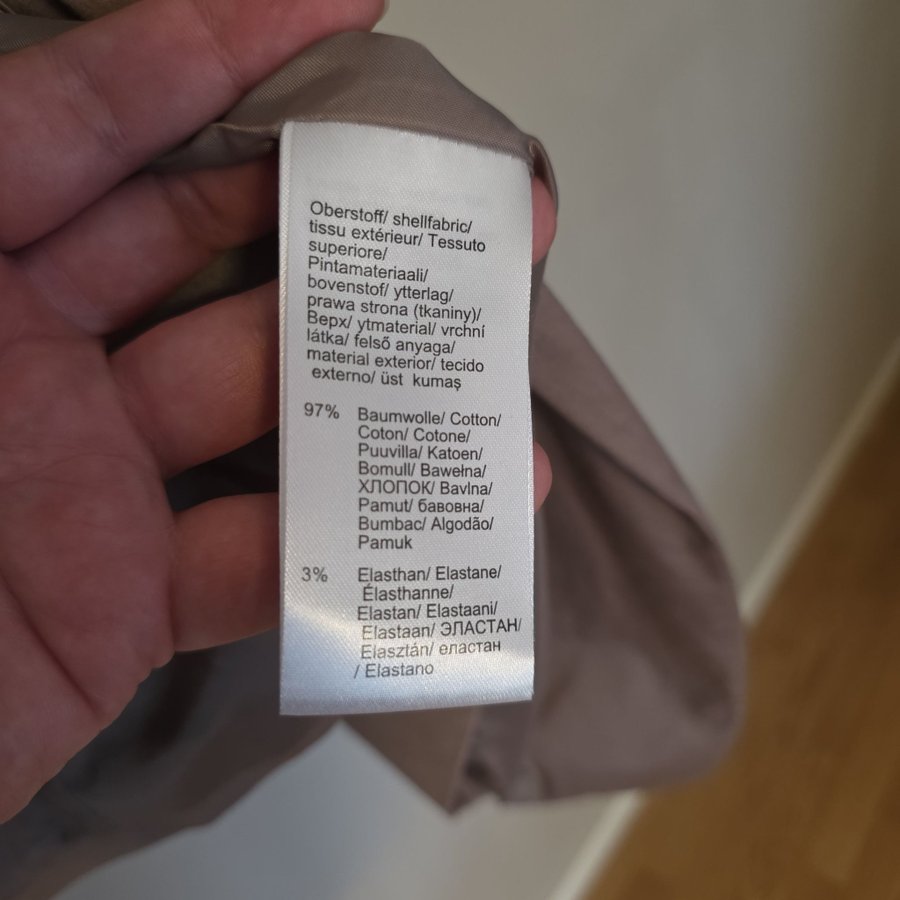 Oberstoff/ shellfabric/
tissu extérieur/ Tessuto
superiore/
Pintamateriaali/
bovenstof/ ytterlag/
prawa strona (tkaniny)/
Верх/ ytmaterial/ vrchní
látka/ felső anyaga/
material exterior/ tecido
externo/ üst kumaş
97% Baumwolle/ Cotton/
Coton/ Cotone/
Puuvilla/ Katoen/
Bomull/ Bawełna/
ХЛОПОК/ Bavlna/
Pamut/ бавовна/
Bumbac/ Algodão/
Pamuk
3% Elasthan/ Elastane/
Élasthanne/
Elastan/ Elastaani/
Elastaan/ ЭЛАСТАН/
Elasztán/ еластан
/ Elastano